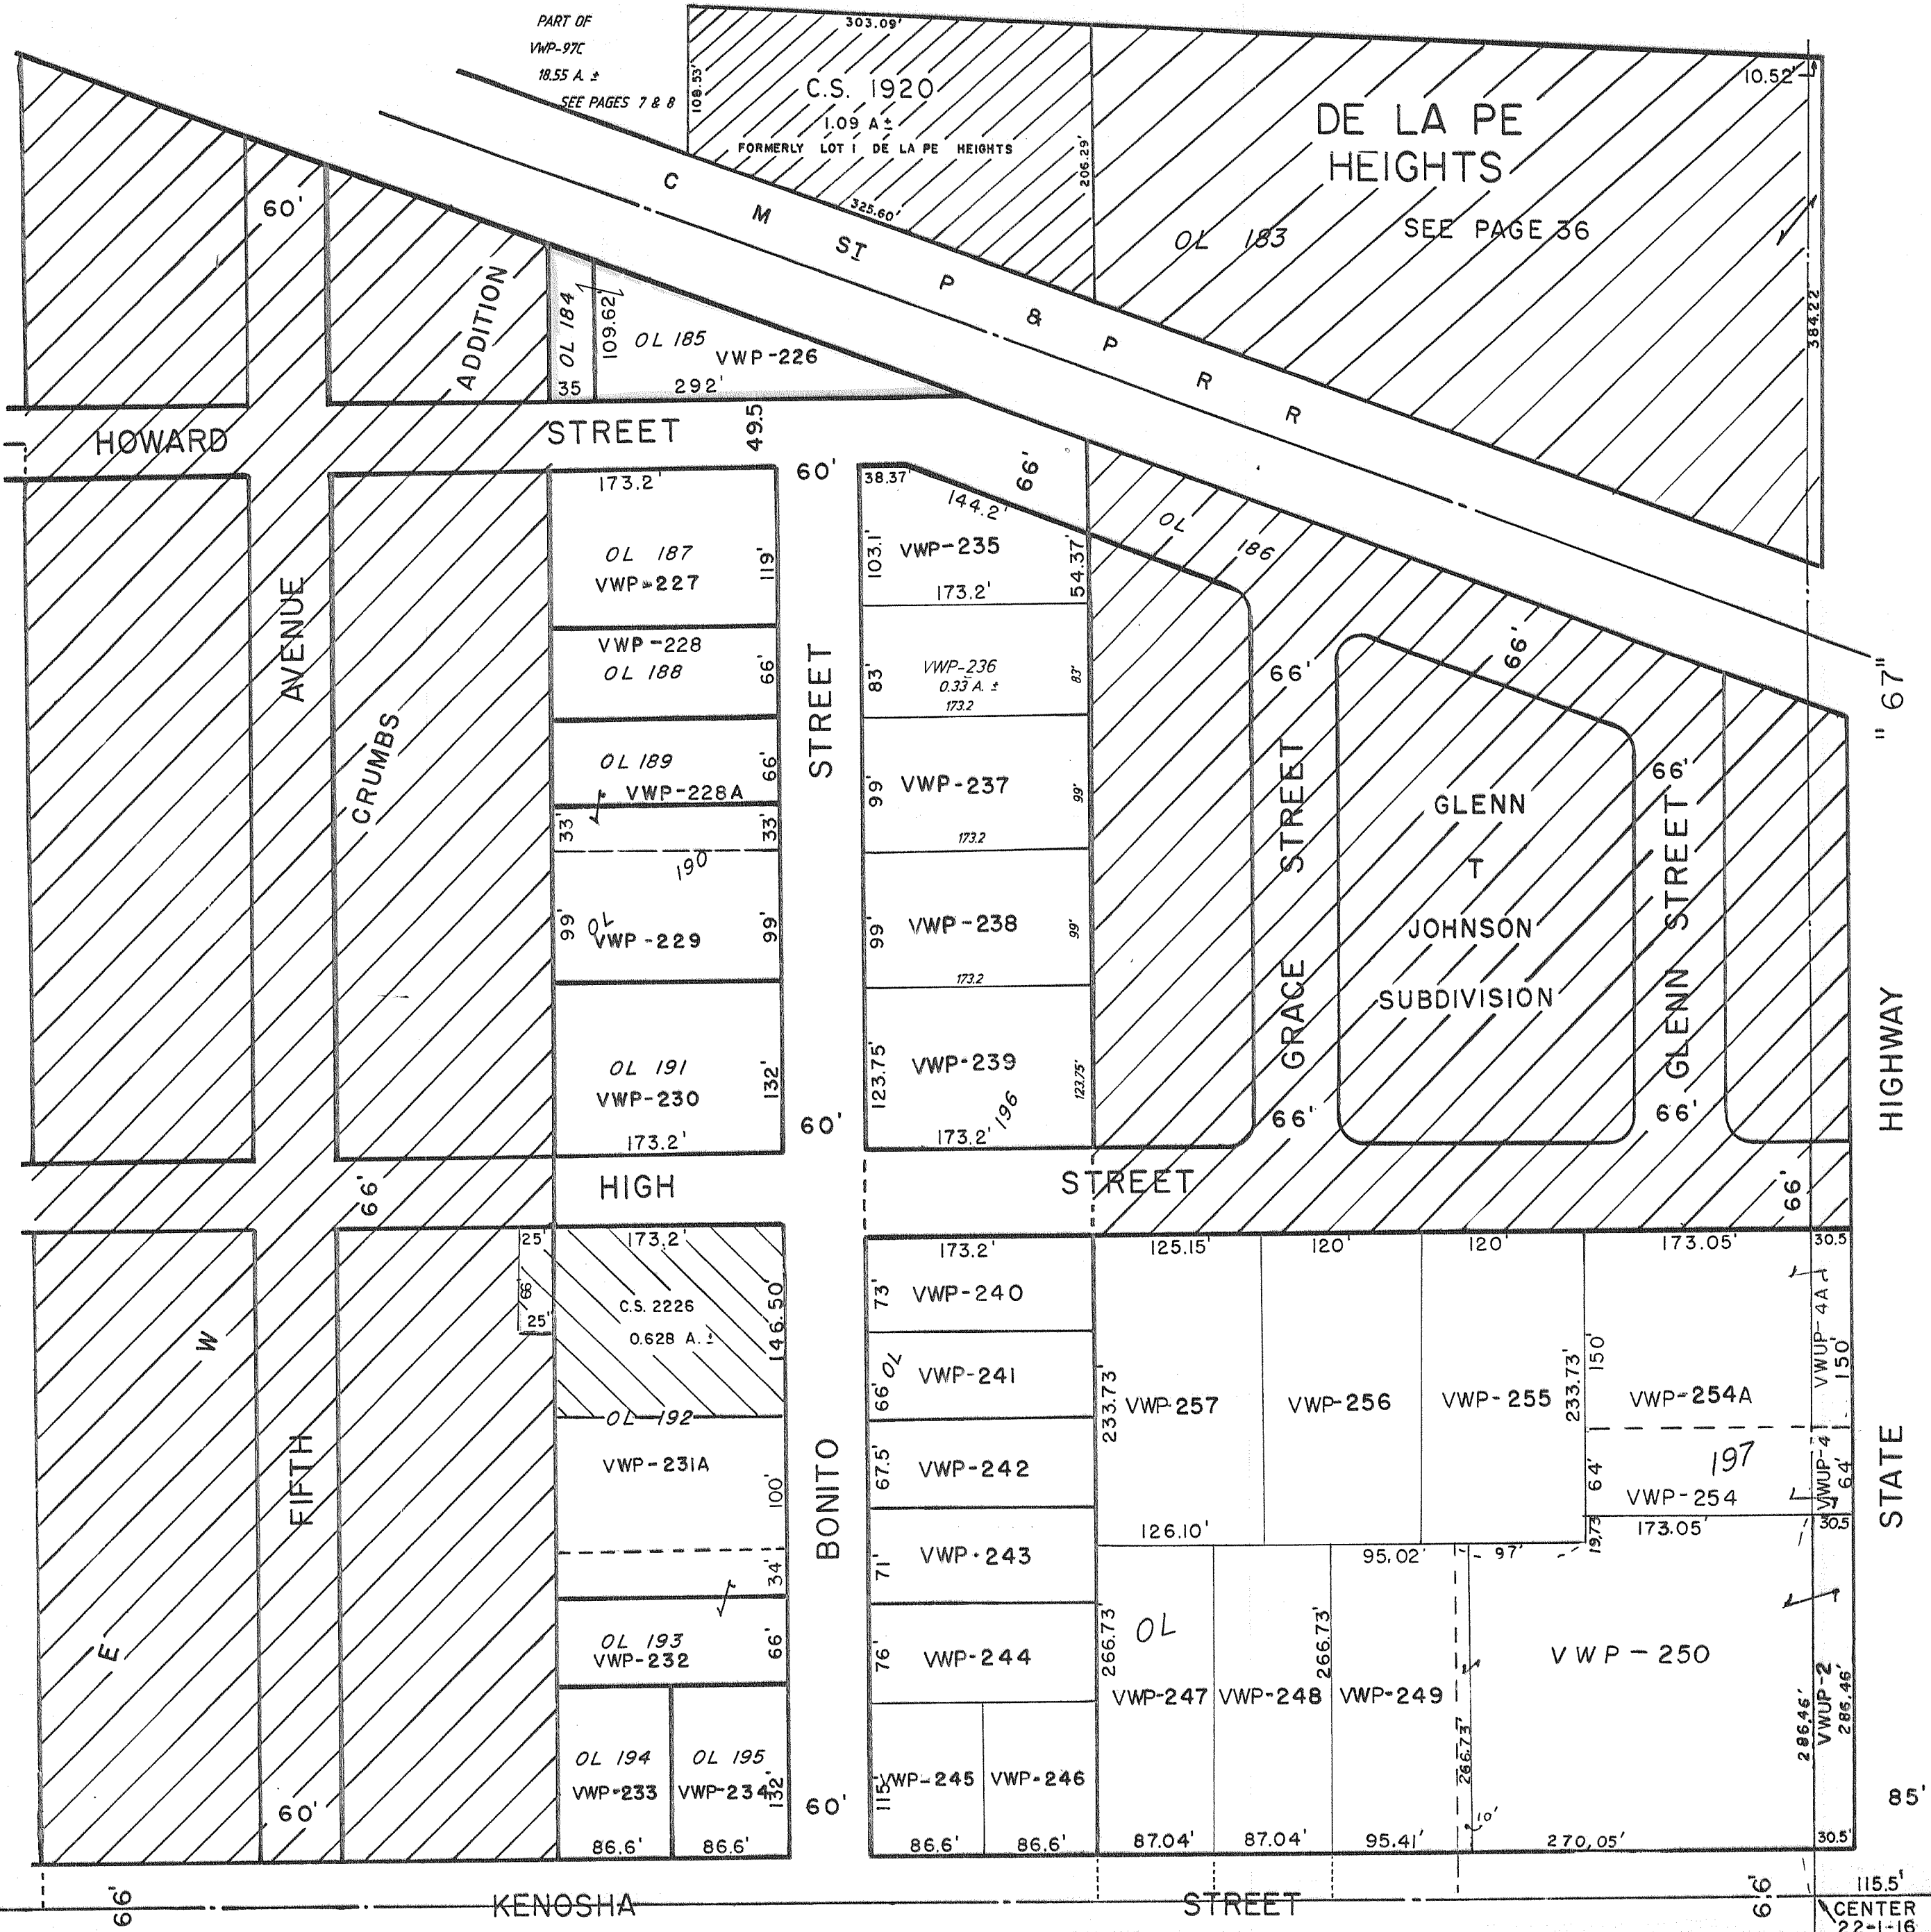 PART OF
VWP-97C
18.55 A. ±
SEE PAGES 7 & 8
303.09'
108.53'
C.S. 1920
1.09 A ±
FORMERLY LOT 1 DE LA PE HEIGHTS
206.29'
325.60'
10.52'
DE LA PE
HEIGHTS
SEE PAGE 36
OL 183
384.22'
C M ST P & P R R
60'
ADDITION
OL 184
109.62'
35
OL 185
VWP-226
292'
HOWARD STREET
49.5
60'
66'
173.2'
OL 187
VWP-227
119'
VWP-228
OL 188
66'
OL 189
VWP-228A
66'
33'
33'
190
99'
OL
VWP-229
99'
OL 191
VWP-230
132'
173.2'
AVENUE
CRUMBS
STREET
60'
38.37'
144.2'
103.1'
VWP-235
54.37'
173.2'
83'
VWP-236
0.33 A. ±
83'
173.2
99'
VWP-237
99'
173.2
99'
VWP-238
99'
173.2
123.75'
VWP-239
123.75'
196
173.2'
OL 186
66'
66'
GRACE STREET
66'
GLENN
T
JOHNSON
SUBDIVISION
66'
GLENN STREET
66'
" 67"
HIGHWAY
66'
HIGH STREET
66'
25'
66'
25'
173.2'
C.S. 2226
0.628 A. ±
146.50'
OL 192
VWP-231A
100'
34'
OL 193
VWP-232
66'
OL 194
VWP-233
OL 195
VWP-234
132'
86.6'
86.6'
W
E
FIFTH
60'
BONITO
60'
173.2'
73'
VWP-240
66'
OL
VWP-241
67.5'
VWP-242
71'
VWP-243
76'
VWP-244
115'
VWP-245
VWP-246
86.6'
86.6'
125.15'
120'
120'
173.05'
30.5
233.73'
VWP-257
VWP-256
VWP-255
233.73'
150'
VWP-254A
VWUP-4A
150'
197
64'
VWP-254
VWUP-4
64'
126.10'
95.02'
97'
19.73
173.05'
30.5
266.73'
OL
266.73'
VWP-247
VWP-248
VWP-249
266.73'
VWP-250
286.46'
VWUP-2
286.46'
10'
87.04'
87.04'
95.41'
270.05'
30.5'
STATE
85'
66'
KENOSHA STREET
66'
115.5'
CENTER
22-1-16